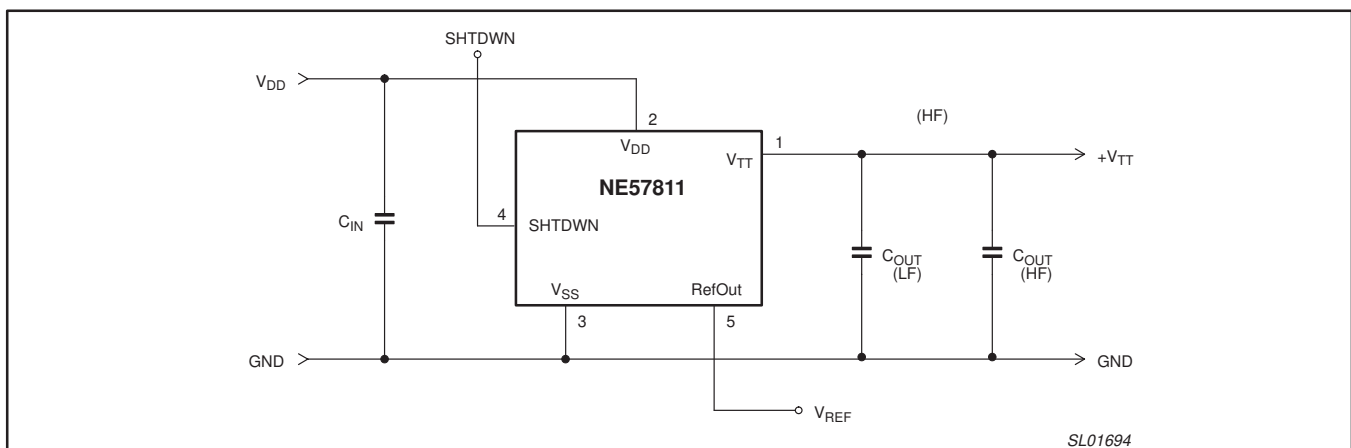 SHTDWN
V_DD
2
(HF)
V_DD
V_TT
1
+V_TT
NE57811
4
SHTDWN
C_IN
C_OUT
(LF)
C_OUT
(HF)
V_SS
RefOut
3
5
GND
GND
V_REF
SL01694